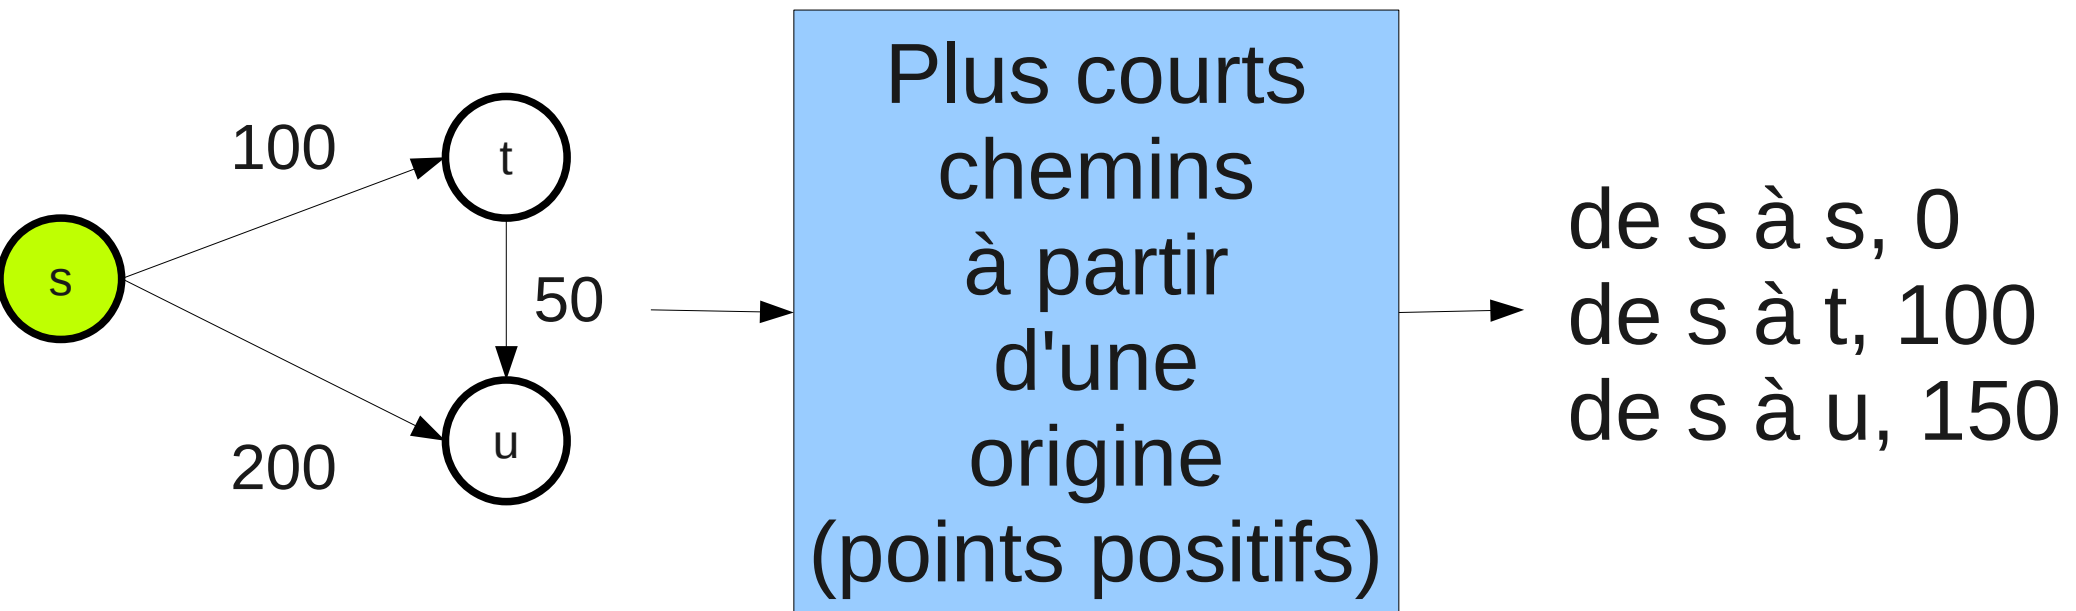 100
t
s
50
u
200
Plus courts
chemins
à partir
d'une
origine
(points positifs)
de s à s, 0
de s à t, 100
de s à u, 150